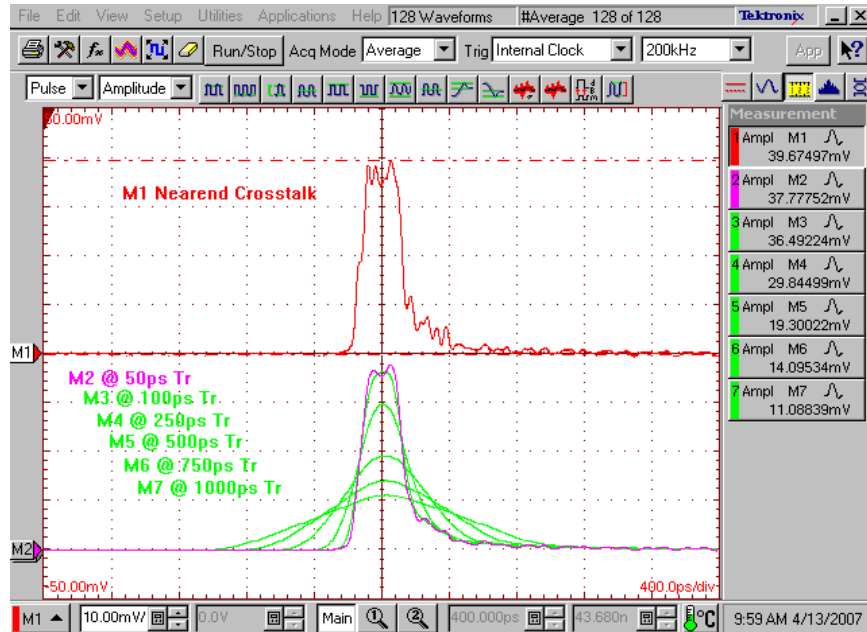 File Edit View Setup Utilities Applications Help 128 Waveforms #Average 128 of 128 Tektronix
Run/Stop Acq Mode Average Trig Internal Clock 200kHz App
Pulse Amplitude
50.00mV
M1 Nearend Crosstalk
M1
M2 @ 50ps Tr
M3 @ 100ps Tr
M4 @ 250ps Tr
M5 @ 500ps Tr
M6 @ 750ps Tr
M7 @ 1000ps Tr
M2
-50.00mV 400.0ps/div
Measurement
1 Ampl M1
39.67497mV
2 Ampl M2
37.77752mV
3 Ampl M3
36.49224mV
4 Ampl M4
29.84499mV
5 Ampl M5
19.30022mV
6 Ampl M6
14.09534mV
7 Ampl M7
11.08839mV
M1 10.00mV/ 0.0V Main 1 2 400.000ps 43.680n °C 9:59 AM 4/13/2007